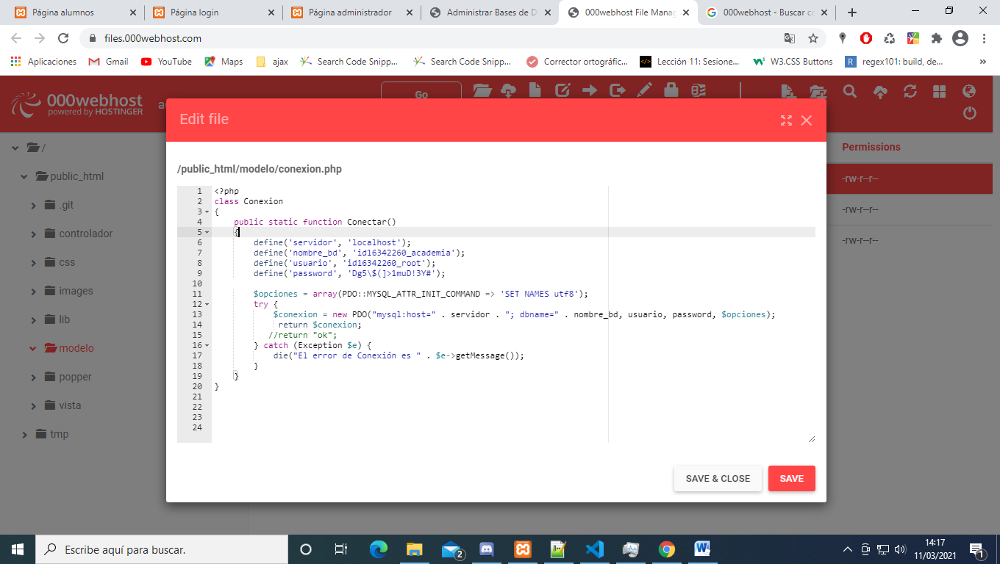 Página alumnos
Página login
Página administrador
Administrar Bases de D
000webhost File Manag
000webhost - Buscar co
files.000webhost.com
Aplicaciones
Gmail
YouTube
Maps
ajax
Search Code Snipp...
Search Code Snipp...
Corrector ortográfic...
Lección 11: Sesione...
W3.CSS Buttons
regex101: build, de...
»
000webhost
powered by HOSTINGER
Go
Edit file
/
public_html
.git
controlador
css
images
lib
modelo
popper
vista
tmp
Permissions
-rw-r--r--
-rw-r--r--
-rw-r--r--
/public_html/modelo/conexion.php
1 <?php
2 class Conexion
3 {
4 public static function Conectar()
5 {
6 define('servidor', 'localhost');
7 define('nombre_bd', 'id16342260_academia');
8 define('usuario', 'id16342260_root');
9 define('password', 'Dg5\$(]>1muD!3Y#');
10
11 $opciones = array(PDO::MYSQL_ATTR_INIT_COMMAND => 'SET NAMES utf8');
12 try {
13 $conexion = new PDO("mysql:host=" . servidor . "; dbname=" . nombre_bd, usuario, password, $opciones);
14 return $conexion;
15 //return "ok";
16 } catch (Exception $e) {
17 die("El error de Conexión es " . $e->getMessage());
18 }
19 }
20 }
21
22
23
24
SAVE & CLOSE
SAVE
Escribe aquí para buscar.
2
14:17
11/03/2021
1